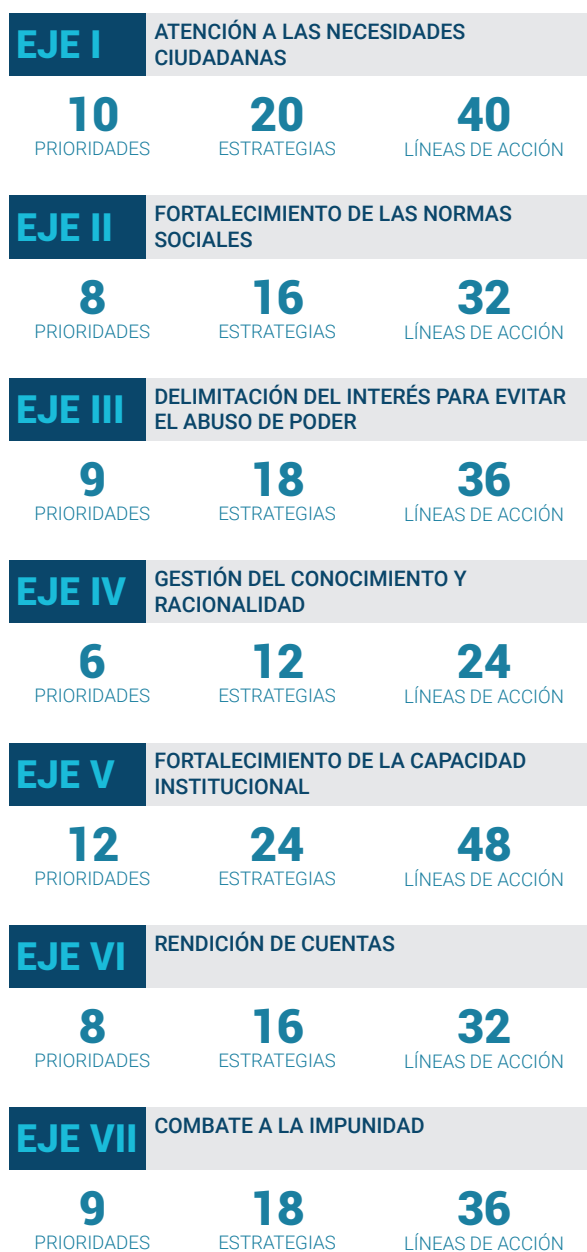 EJE I
ATENCIÓN A LAS NECESIDADES
CIUDADANAS
10 20 40
PRIORIDADES ESTRATEGIAS LÍNEAS DE ACCIÓN
EJE II
FORTALECIMIENTO DE LAS NORMAS
SOCIALES
8 16 32
PRIORIDADES ESTRATEGIAS LÍNEAS DE ACCIÓN
EJE III
DELIMITACIÓN DEL INTERÉS PARA EVITAR
EL ABUSO DE PODER
9 18 36
PRIORIDADES ESTRATEGIAS LÍNEAS DE ACCIÓN
EJE IV
GESTIÓN DEL CONOCIMIENTO Y
RACIONALIDAD
6 12 24
PRIORIDADES ESTRATEGIAS LÍNEAS DE ACCIÓN
EJE V
FORTALECIMIENTO DE LA CAPACIDAD
INSTITUCIONAL
12 24 48
PRIORIDADES ESTRATEGIAS LÍNEAS DE ACCIÓN
EJE VI
RENDICIÓN DE CUENTAS
8 16 32
PRIORIDADES ESTRATEGIAS LÍNEAS DE ACCIÓN
EJE VII
COMBATE A LA IMPUNIDAD
9 18 36
PRIORIDADES ESTRATEGIAS LÍNEAS DE ACCIÓN